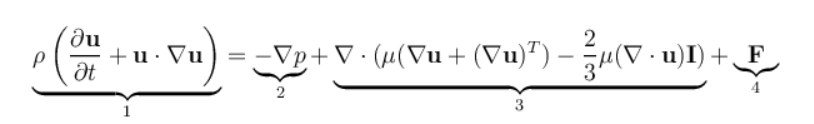 ρ(∂u/∂t + u · ∇u) = −∇p + ∇ · (μ(∇u + (∇u)ᵀ) − 2/3 μ(∇ · u)I) + F
1 2 3 4